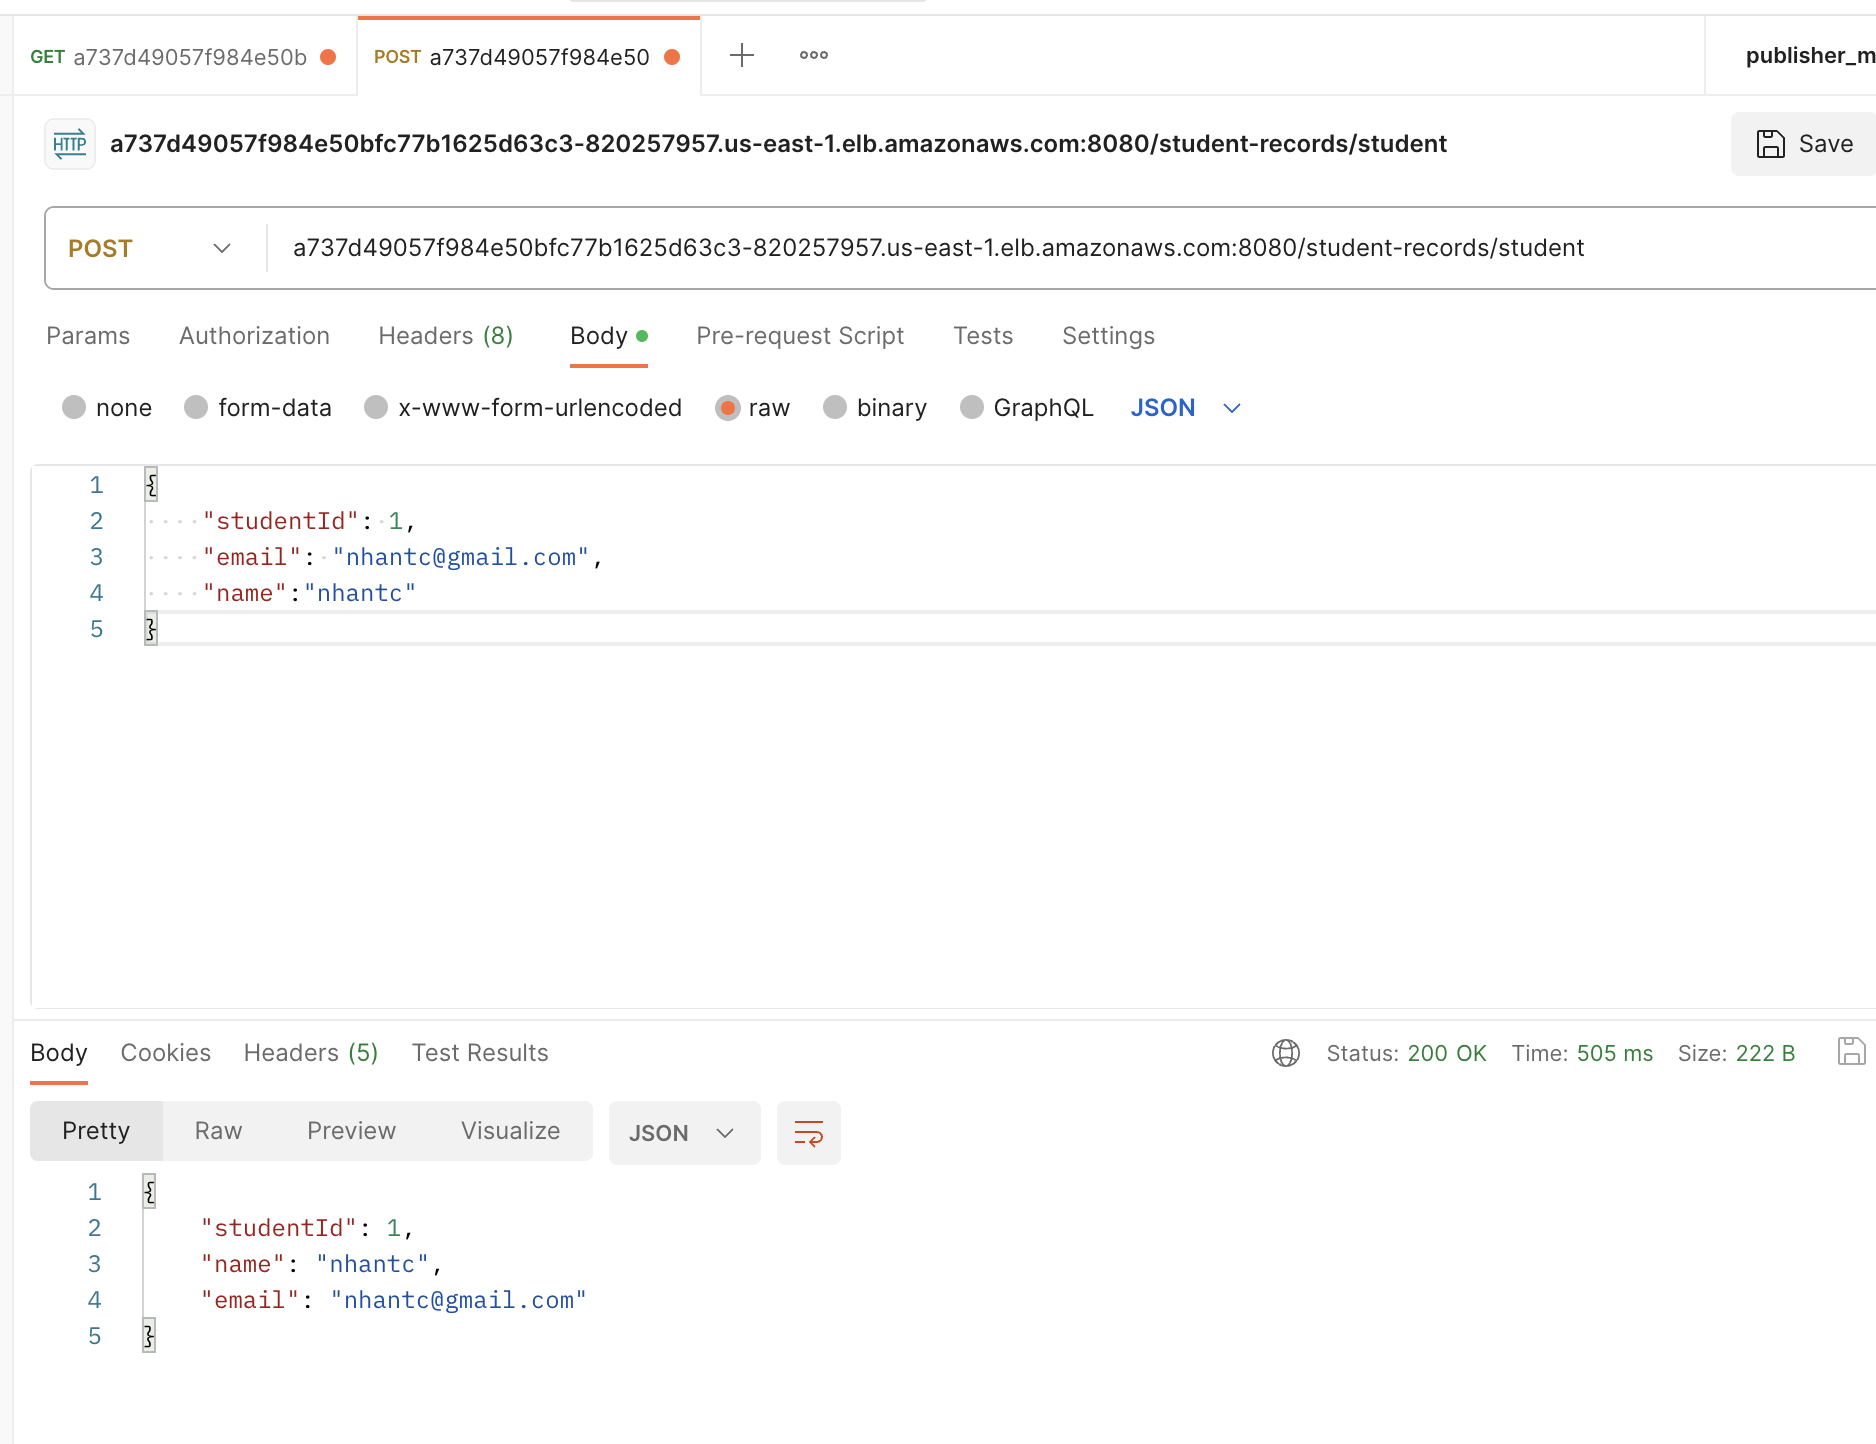 GET a737d49057f984e50b
POST a737d49057f984e50
publisher_m
HTTP a737d49057f984e50bfc77b1625d63c3-820257957.us-east-1.elb.amazonaws.com:8080/student-records/student
Save
POST a737d49057f984e50bfc77b1625d63c3-820257957.us-east-1.elb.amazonaws.com:8080/student-records/student
Params Authorization Headers (8) Body Pre-request Script Tests Settings
none form-data x-www-form-urlencoded raw binary GraphQL JSON
1 {
2 "studentId": 1,
3 "email": "nhantc@gmail.com",
4 "name":"nhantc"
5 }
Body Cookies Headers (5) Test Results Status: 200 OK Time: 505 ms Size: 222 B
Pretty Raw Preview Visualize JSON
1 {
2 "studentId": 1,
3 "name": "nhantc",
4 "email": "nhantc@gmail.com"
5 }